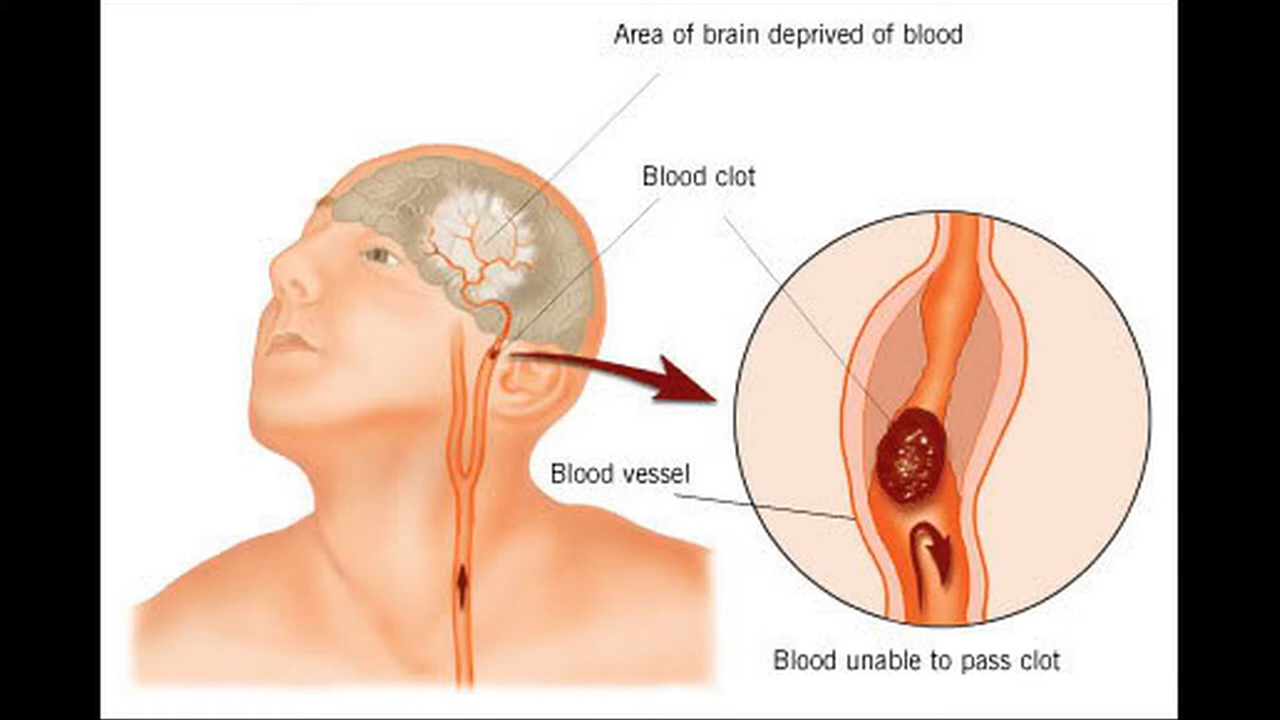 Area of brain deprived of blood
Blood clot
Blood vessel
Blood unable to pass clot